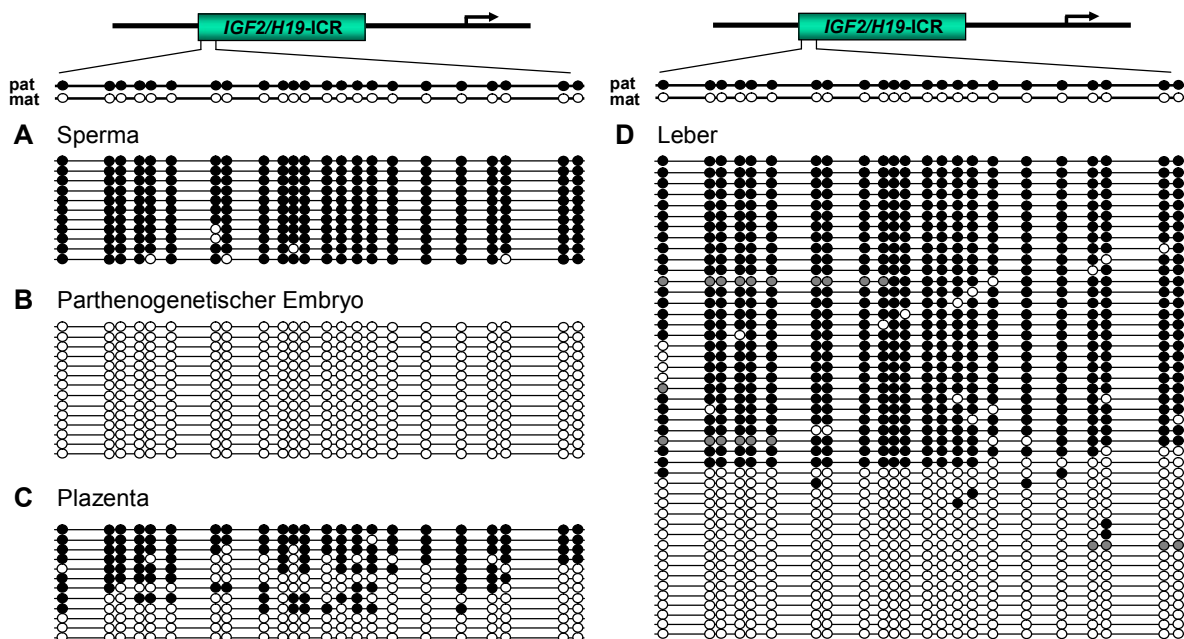 IGF2/H19-ICR
pat
mat
A Sperma
B Parthenogenetischer Embryo
C Plazenta
IGF2/H19-ICR
pat
mat
D Leber